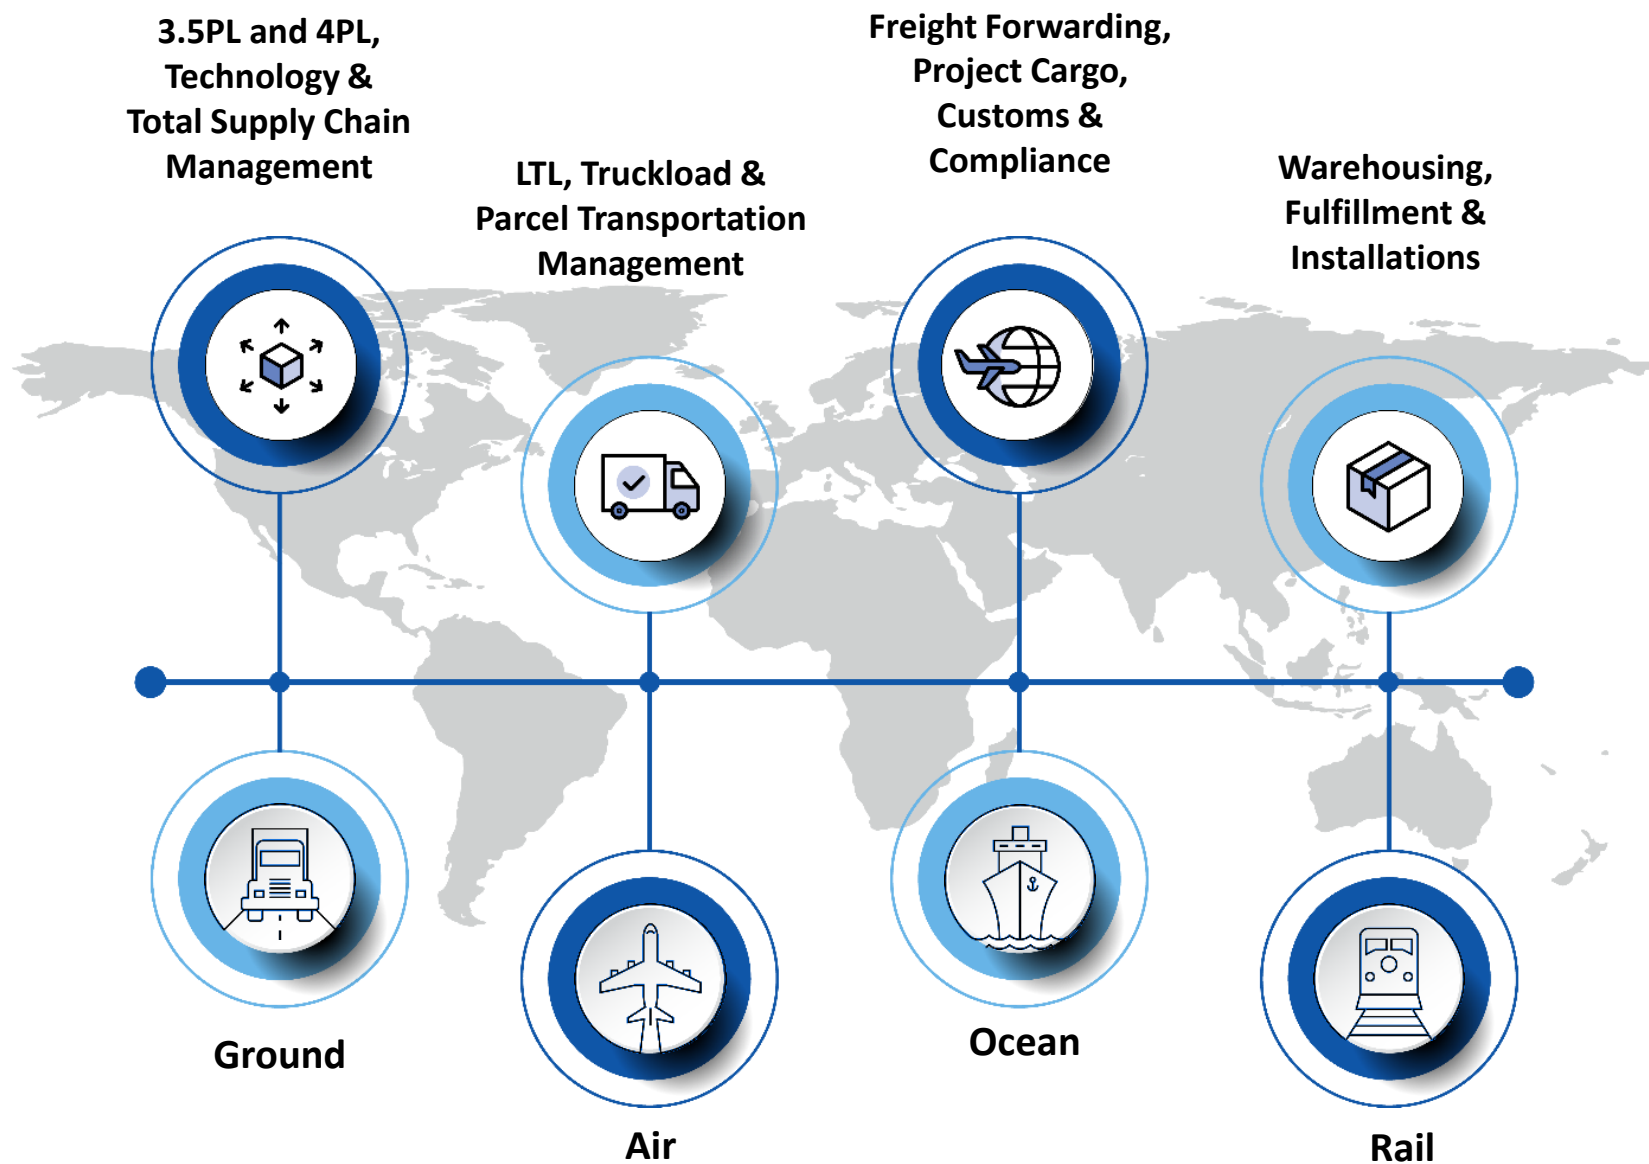 3.5PL and 4PL,
Technology &
Total Supply Chain
Management
LTL, Truckload &
Parcel Transportation
Management
Freight Forwarding,
Project Cargo,
Customs &
Compliance
Warehousing,
Fulfillment &
Installations
Ground
Air
Ocean
Rail